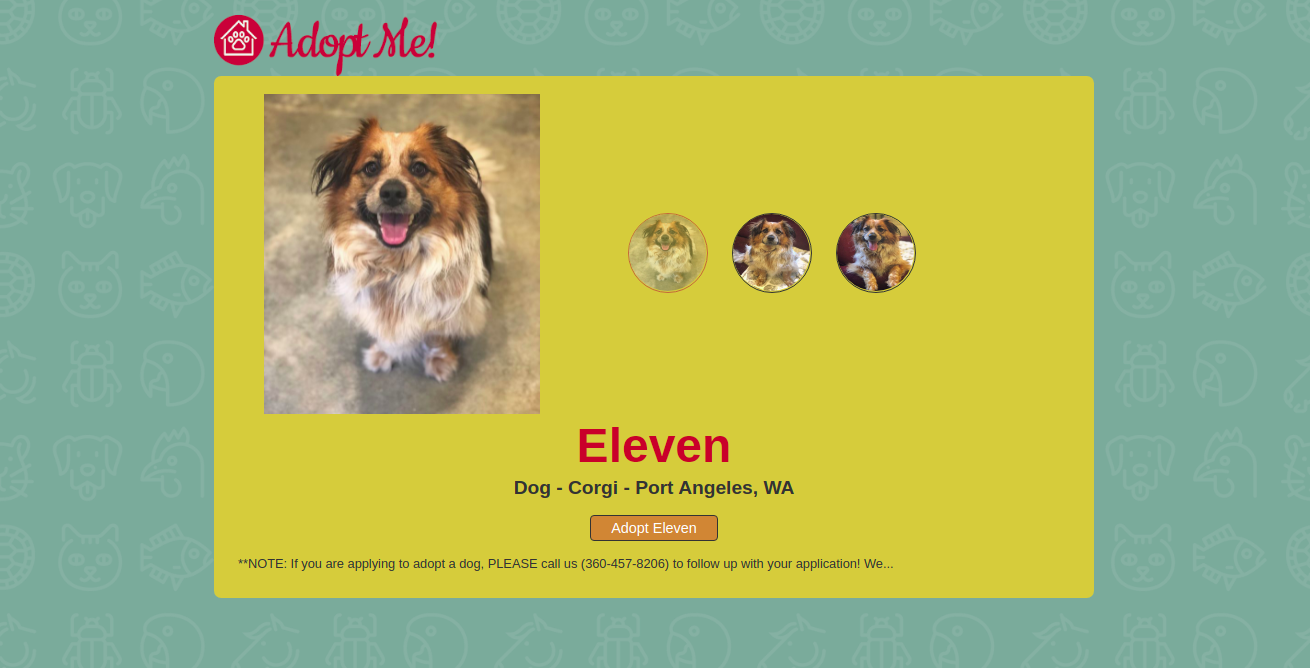 Adopt Me!
Eleven
Dog - Corgi - Port Angeles, WA
Adopt Eleven
**NOTE: If you are applying to adopt a dog, PLEASE call us (360-457-8206) to follow up with your application! We...